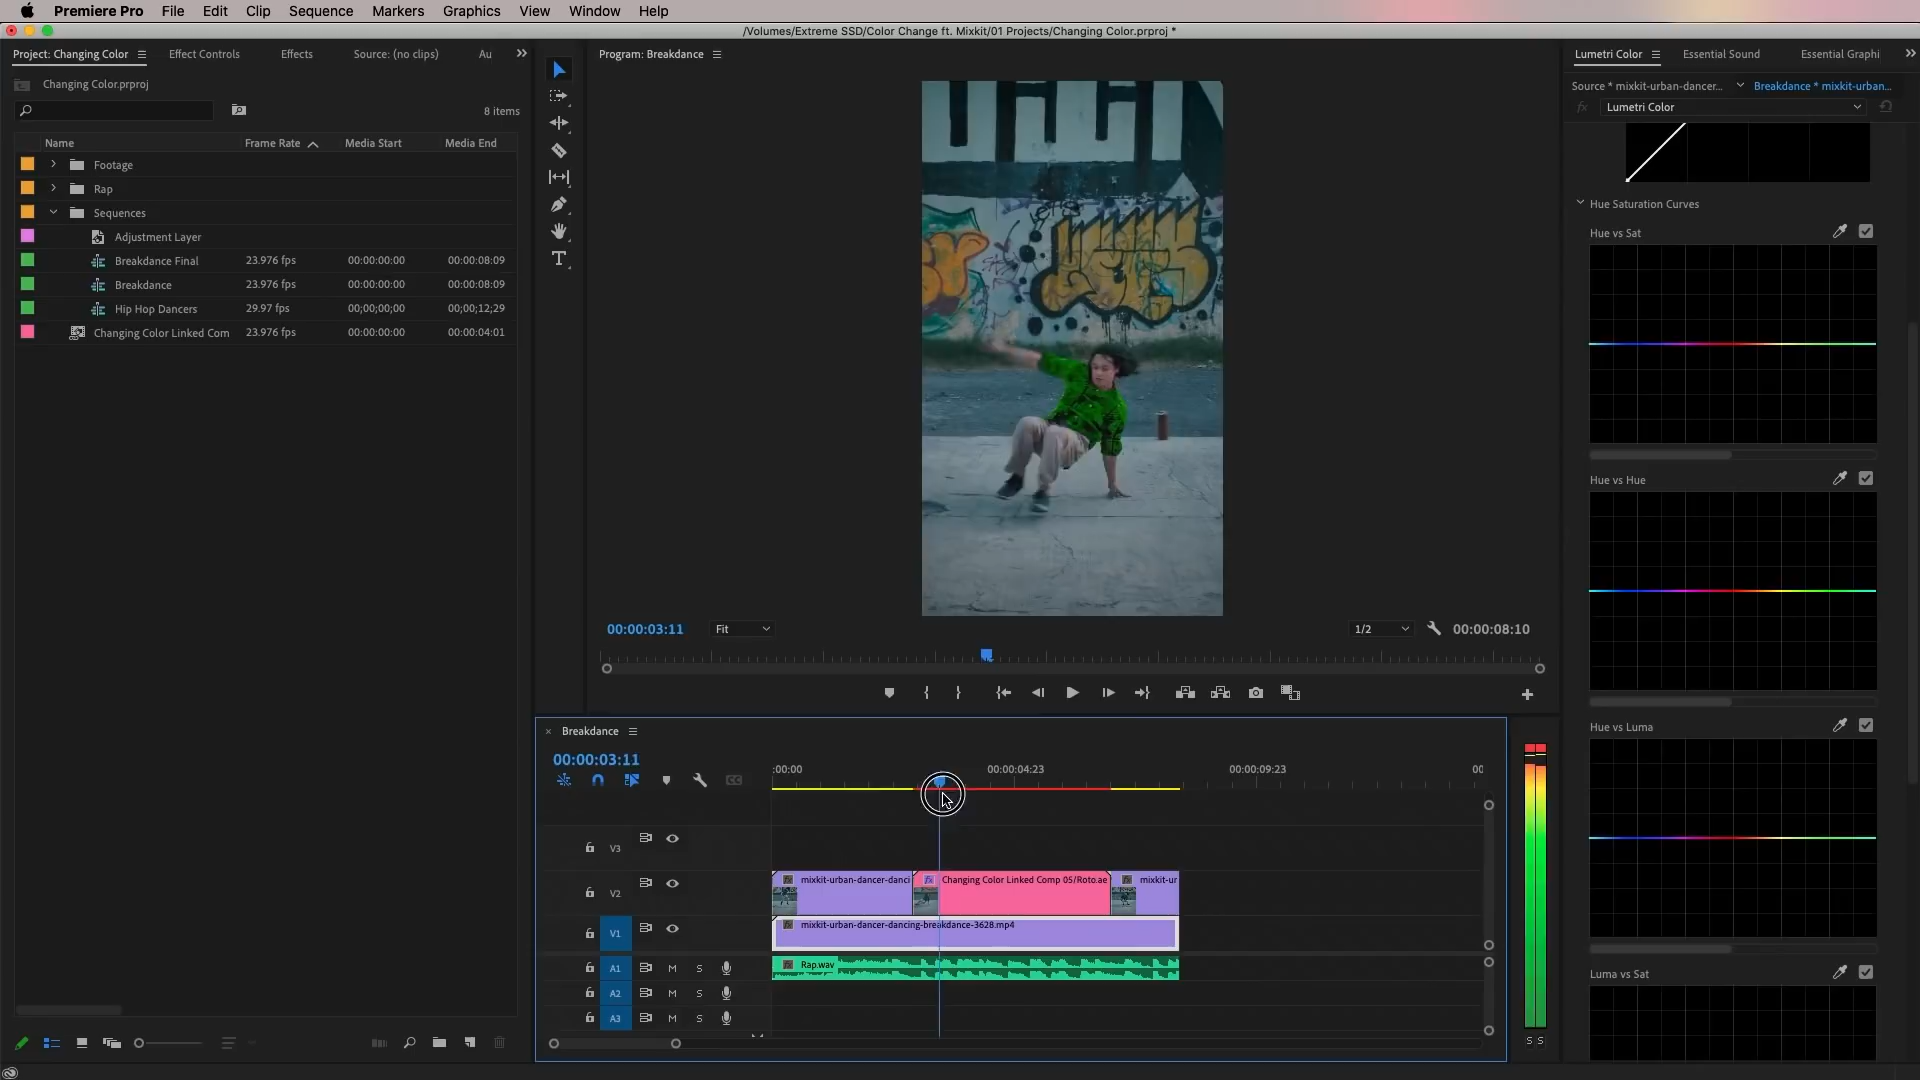 Premiere Pro File Edit Clip Sequence Markers Graphics View Window Help
/Volumes/Extreme SSD/Color Change ft. Mixkit/01 Projects/Changing Color.prproj *
Project: Changing Color Effect Controls Effects Source: (no clips) Au
Changing Color.prproj
8 items
Name Frame Rate Media Start Media End
Footage
Rap
Sequences
Adjustment Layer
Breakdance Final 23.976 fps 00:00:00:00 00:00:08:09
Breakdance 23.976 fps 00:00:00:00 00:00:08:09
Hip Hop Dancers 29.97 fps 00;00;00;00 00;00;12;29
Changing Color Linked Com 23.976 fps 00:00:00:00 00:00:04:01
Program: Breakdance
00:00:03:11 Fit 1/2 00:00:08:10
Breakdance
00:00:03:11
:00:00 00:00:04:23 00:00:09:23 00
V3
V2 mixkit-urban-dancer-danci Changing Color Linked Comp 05/Roto.ae mixkit-ur
V1 mixkit-urban-dancer-dancing-breakdance-3628.mp4
A1 M S Rap.wav
A2 M S
A3 M S
S S
Lumetri Color Essential Sound Essential Graphi
Source * mixkit-urban-dancer... Breakdance * mixkit-urban...
fx Lumetri Color
Hue Saturation Curves
Hue vs Sat
Hue vs Hue
Hue vs Luma
Luma vs Sat